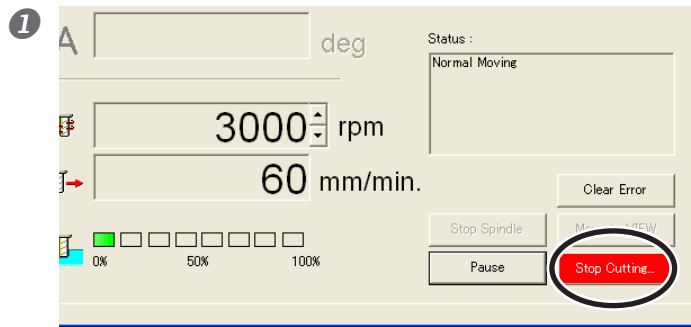 1
A deg
Status :
Normal Moving
3000 rpm
60 mm/min.
Clear Error
Stop Spindle
0% 50% 100%
Pause
Stop Cutting...